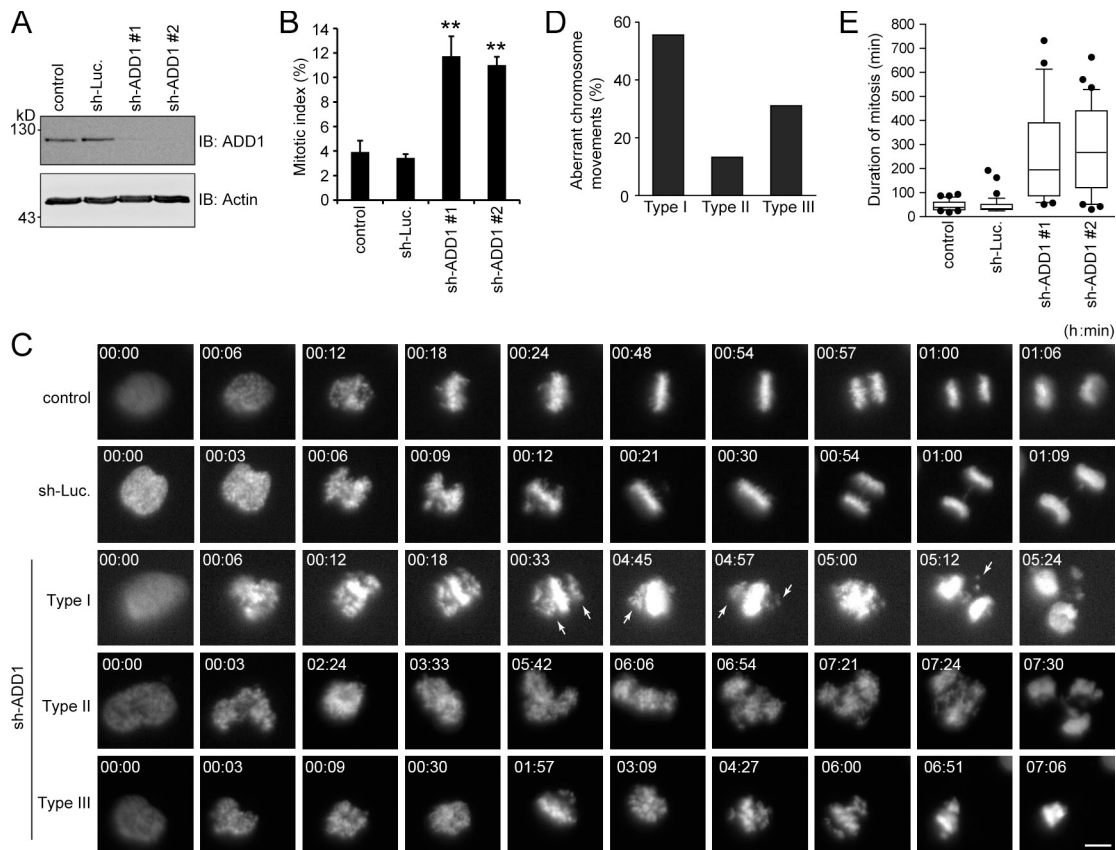 A
control
sh-Luc.
sh-ADD1 #1
sh-ADD1 #2
kD
130
IB: ADD1
IB: Actin
43
B
Mitotic index (%)
14
12
10
8
6
4
2
0
**
**
control
sh-Luc.
sh-ADD1 #1
sh-ADD1 #2
D
Aberrant chromosome
movements (%)
60
40
20
0
Type I
Type II
Type III
E
Duration of mitosis (min)
800
700
600
500
400
300
200
100
0
control
sh-Luc.
sh-ADD1 #1
sh-ADD1 #2
(h:min)
C
control
00:00 00:06 00:12 00:18 00:24 00:48 00:54 00:57 01:00 01:06
sh-Luc.
00:00 00:03 00:06 00:09 00:12 00:21 00:30 00:54 01:00 01:09
sh-ADD1
Type I
00:00 00:06 00:12 00:18 00:33 04:45 04:57 05:00 05:12 05:24
Type II
00:00 00:03 02:24 03:33 05:42 06:06 06:54 07:21 07:24 07:30
Type III
00:00 00:03 00:09 00:30 01:57 03:09 04:27 06:00 06:51 07:06